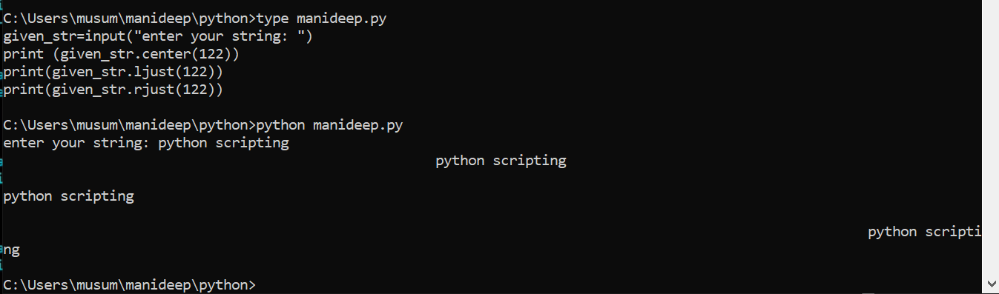 C:\Users\musum\manideep\python>type manideep.py
given_str=input("enter your string: ")
print (given_str.center(122))
print(given_str.ljust(122))
print(given_str.rjust(122))
C:\Users\musum\manideep\python>python manideep.py
enter your string: python scripting
python scripting
python scripting
python scripti
ng
C:\Users\musum\manideep\python>